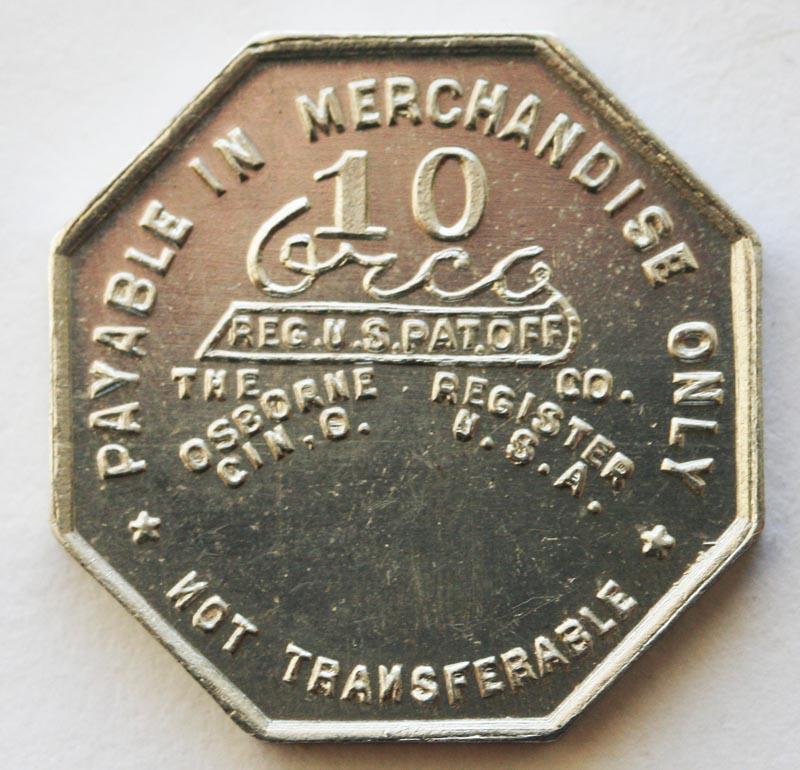 PAYABLE IN MERCHANDISE ONLY
10
Orco
REG.U.S.PAT.OFF
THE OSBORNE REGISTER CO.
CIN.,O. U.S.A.
NOT TRANSFERABLE